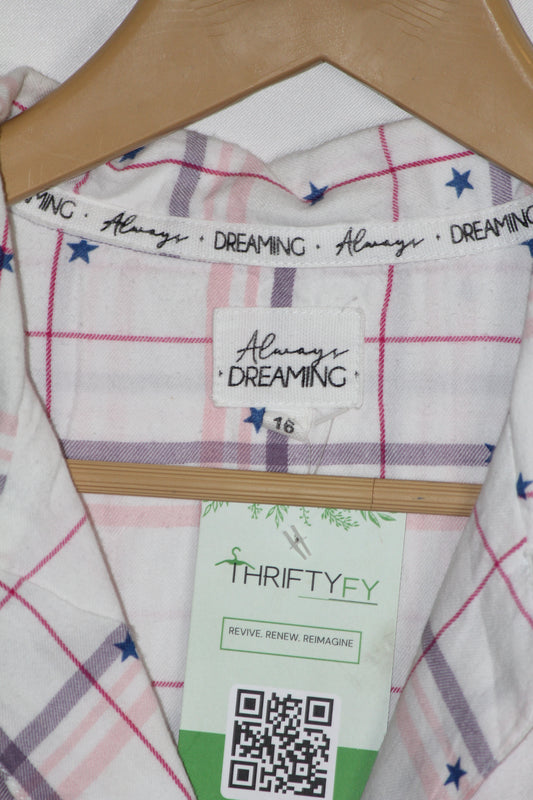 MING · Always · DREAMING · Always · DREAMING
Always
· DREAMING ·
16
THRIFTYFY
REVIVE. RENEW. REIMAGINE